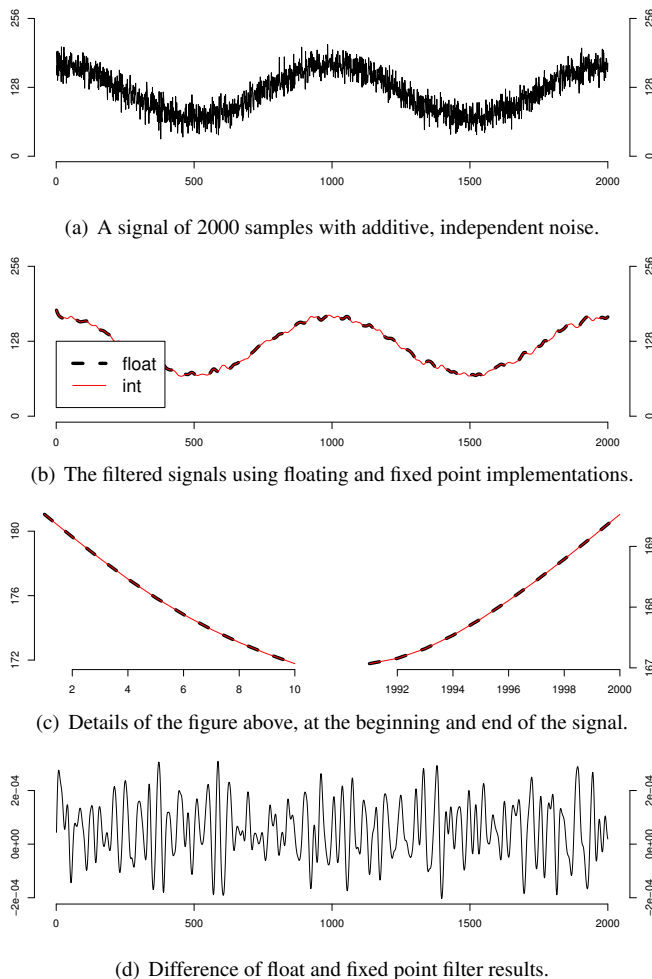 256
128
0
256
128
0
0 500 1000 1500 2000
(a) A signal of 2000 samples with additive, independent noise.
256
128
0
256
128
0
float
int
0 500 1000 1500 2000
(b) The filtered signals using floating and fixed point implementations.
180
176
172
169
168
167
2 4 6 8 10
1992 1994 1996 1998 2000
(c) Details of the figure above, at the beginning and end of the signal.
2e−04
0e+00
−2e−04
2e−04
0e+00
−2e−04
0 500 1000 1500 2000
(d) Difference of float and fixed point filter results.